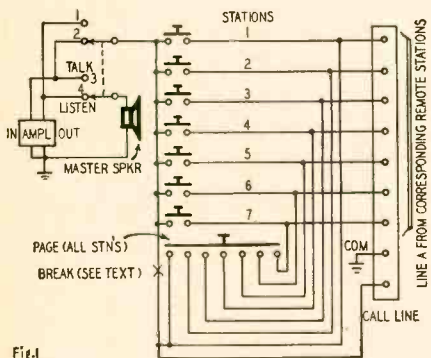 STATIONS
1
2
TALK
3
4
LISTEN
IN AMPL OUT
MASTER SPKR
1
2
3
4
5
6
7
PAGE (ALL STN'S)
BREAK (SEE TEXT)
COM
CALL LINE
LINE A FROM CORRESPONDING REMOTE STATIONS
Fig.1